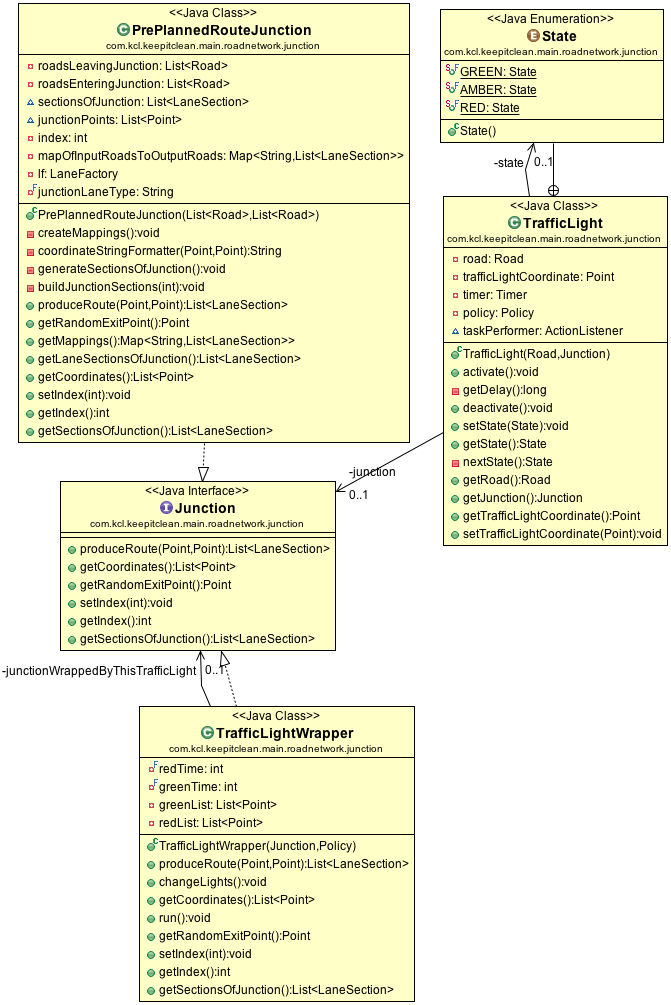 <<Java Class>>
PrePlannedRouteJunction
com.kcl.keepitclean.main.roadnetwork.junction
roadsLeavingJunction: List<Road>
roadsEnteringJunction: List<Road>
sectionsOfJunction: List<LaneSection>
junctionPoints: List<Point>
index: int
mapOfInputRoadsToOutputRoads: Map<String,List<LaneSection>>
lf: LaneFactory
junctionLaneType: String
PrePlannedRouteJunction(List<Road>,List<Road>)
createMappings():void
coordinateStringFormatter(Point,Point):String
generateSectionsOfJunction():void
buildJunctionSections(int):void
produceRoute(Point,Point):List<LaneSection>
getRandomExitPoint():Point
getMappings():Map<String,List<LaneSection>>
getLaneSectionsOfJunction():List<LaneSection>
getCoordinates():List<Point>
setIndex(int):void
getIndex():int
getSectionsOfJunction():List<LaneSection>
<<Java Enumeration>>
State
com.kcl.keepitclean.main.roadnetwork.junction
GREEN: State
AMBER: State
RED: State
State()
-state
0..1
<<Java Class>>
TrafficLight
com.kcl.keepitclean.main.roadnetwork.junction
road: Road
trafficLightCoordinate: Point
timer: Timer
policy: Policy
taskPerformer: ActionListener
TrafficLight(Road,Junction)
activate():void
getDelay():long
deactivate():void
setState(State):void
getState():State
nextState():State
getRoad():Road
getJunction():Junction
getTrafficLightCoordinate():Point
setTrafficLightCoordinate(Point):void
-junction
0..1
<<Java Interface>>
Junction
com.kcl.keepitclean.main.roadnetwork.junction
produceRoute(Point,Point):List<LaneSection>
getCoordinates():List<Point>
getRandomExitPoint():Point
setIndex(int):void
getIndex():int
getSectionsOfJunction():List<LaneSection>
-junctionWrappedByThisTrafficLight
0..1
<<Java Class>>
TrafficLightWrapper
com.kcl.keepitclean.main.roadnetwork.junction
redTime: int
greenTime: int
greenList: List<Point>
redList: List<Point>
TrafficLightWrapper(Junction,Policy)
produceRoute(Point,Point):List<LaneSection>
changeLights():void
getCoordinates():List<Point>
run():void
getRandomExitPoint():Point
setIndex(int):void
getIndex():int
getSectionsOfJunction():List<LaneSection>